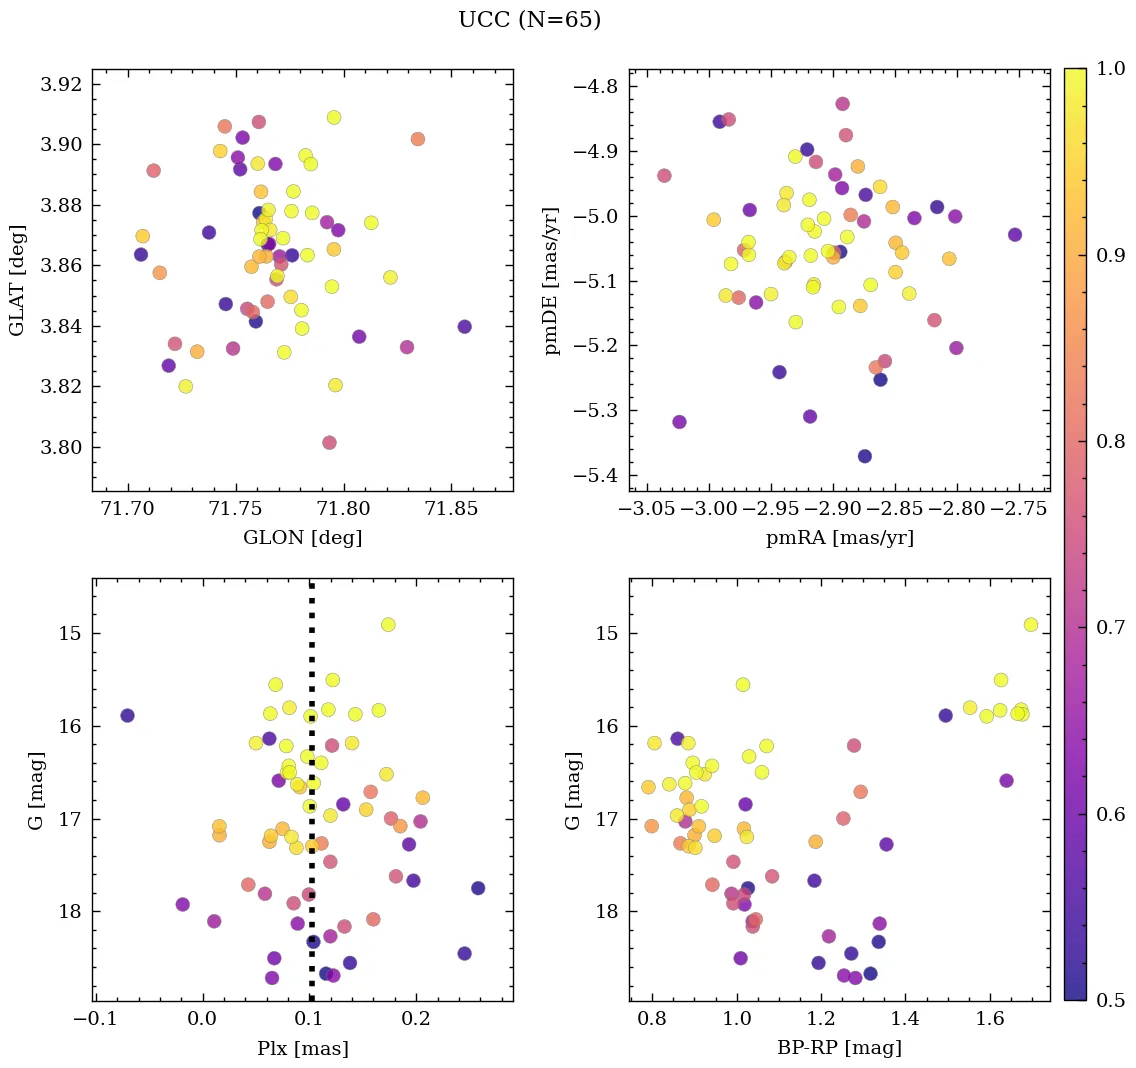 UCC (N=65)
3.92
3.90
3.88
3.86
3.84
3.82
3.80
GLAT [deg]
71.70 71.75 71.80 71.85
GLON [deg]
−4.8
−4.9
−5.0
−5.1
−5.2
−5.3
−5.4
pmDE [mas/yr]
−3.05 −3.00 −2.95 −2.90 −2.85 −2.80 −2.75
pmRA [mas/yr]
15
16
17
18
G [mag]
−0.1 0.0 0.1 0.2
Plx [mas]
15
16
17
18
G [mag]
0.8 1.0 1.2 1.4 1.6
BP-RP [mag]
1.0
0.9
0.8
0.7
0.6
0.5